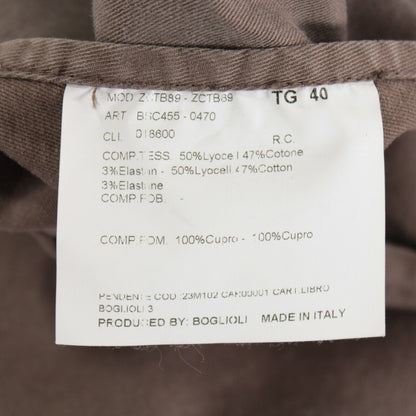 MOD. ZCTB89 - ZCTB89 TG 40
ART. BSC455 - 0470
CLI. 018600 R.C.
COMP.TESS. 50%Lyocell 47%Cotone
3%Elastan - 50%Lyocell 47%Cotton
3%Elastane
COMP.FOB. -
COMP.FOM. 100%Cupro - 100%Cupro
PENDENTE COD.:23M102 CAR:00001 CART.LIBRO
BOGLIOLI 3
PRODUCED BY: BOGLIOLI MADE IN ITALY